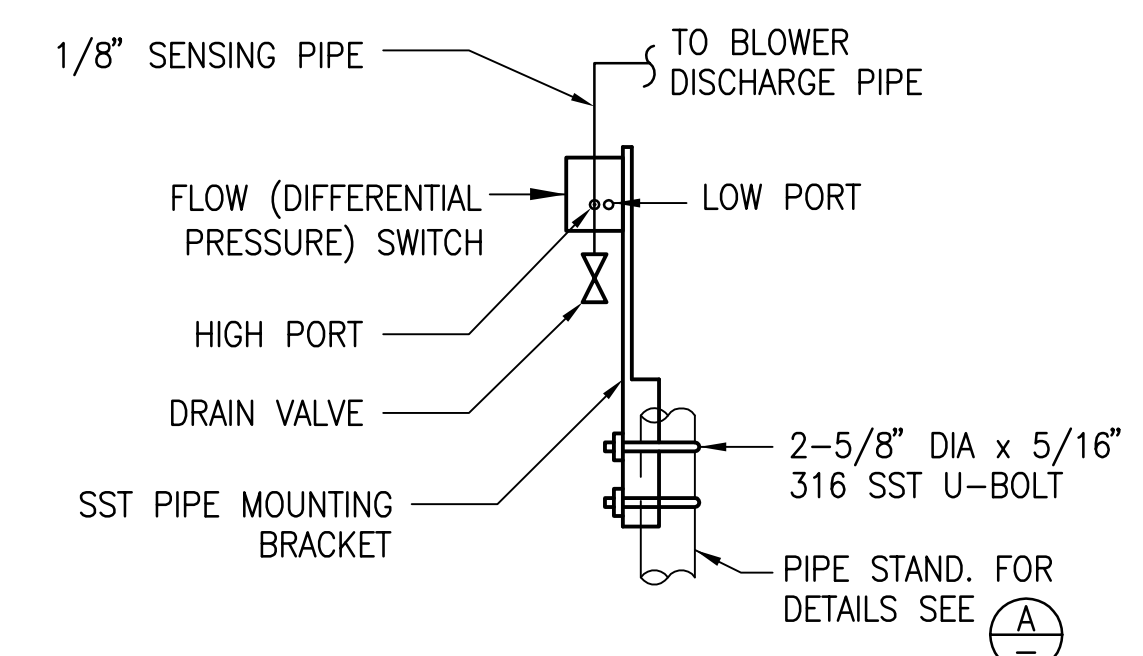 1/8” SENSING PIPE
TO BLOWER
DISCHARGE PIPE
FLOW (DIFFERENTIAL
PRESSURE) SWITCH
LOW PORT
HIGH PORT
DRAIN VALVE
2-5/8” DIA x 5/16”
316 SST U-BOLT
SST PIPE MOUNTING
BRACKET
PIPE STAND. FOR
DETAILS SEE
A
–